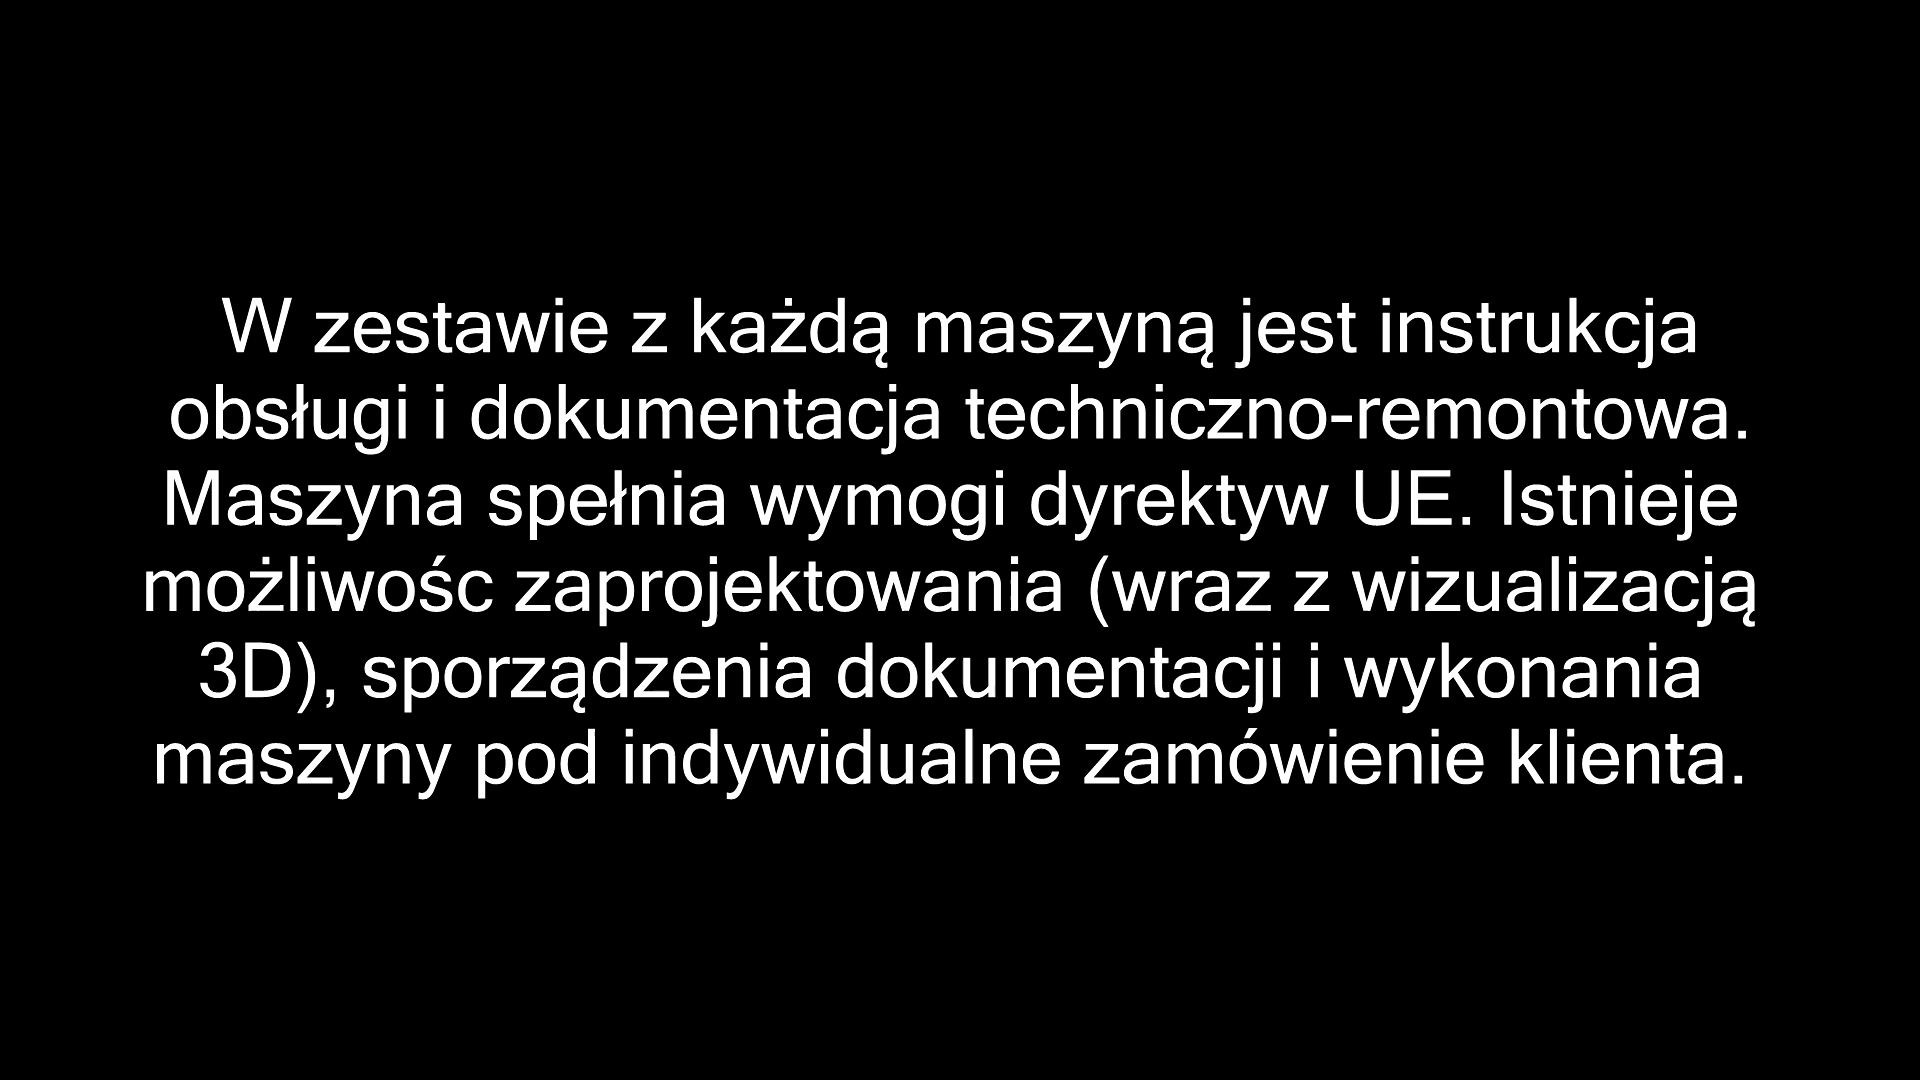 W zestawie z każdą maszyną jest instrukcja
obsługi i dokumentacja techniczno-remontowa.
Maszyna spełnia wymogi dyrektyw UE. Istnieje
możliwośc zaprojektowania (wraz z wizualizacją
3D), sporządzenia dokumentacji i wykonania
maszyny pod indywidualne zamówienie klienta.